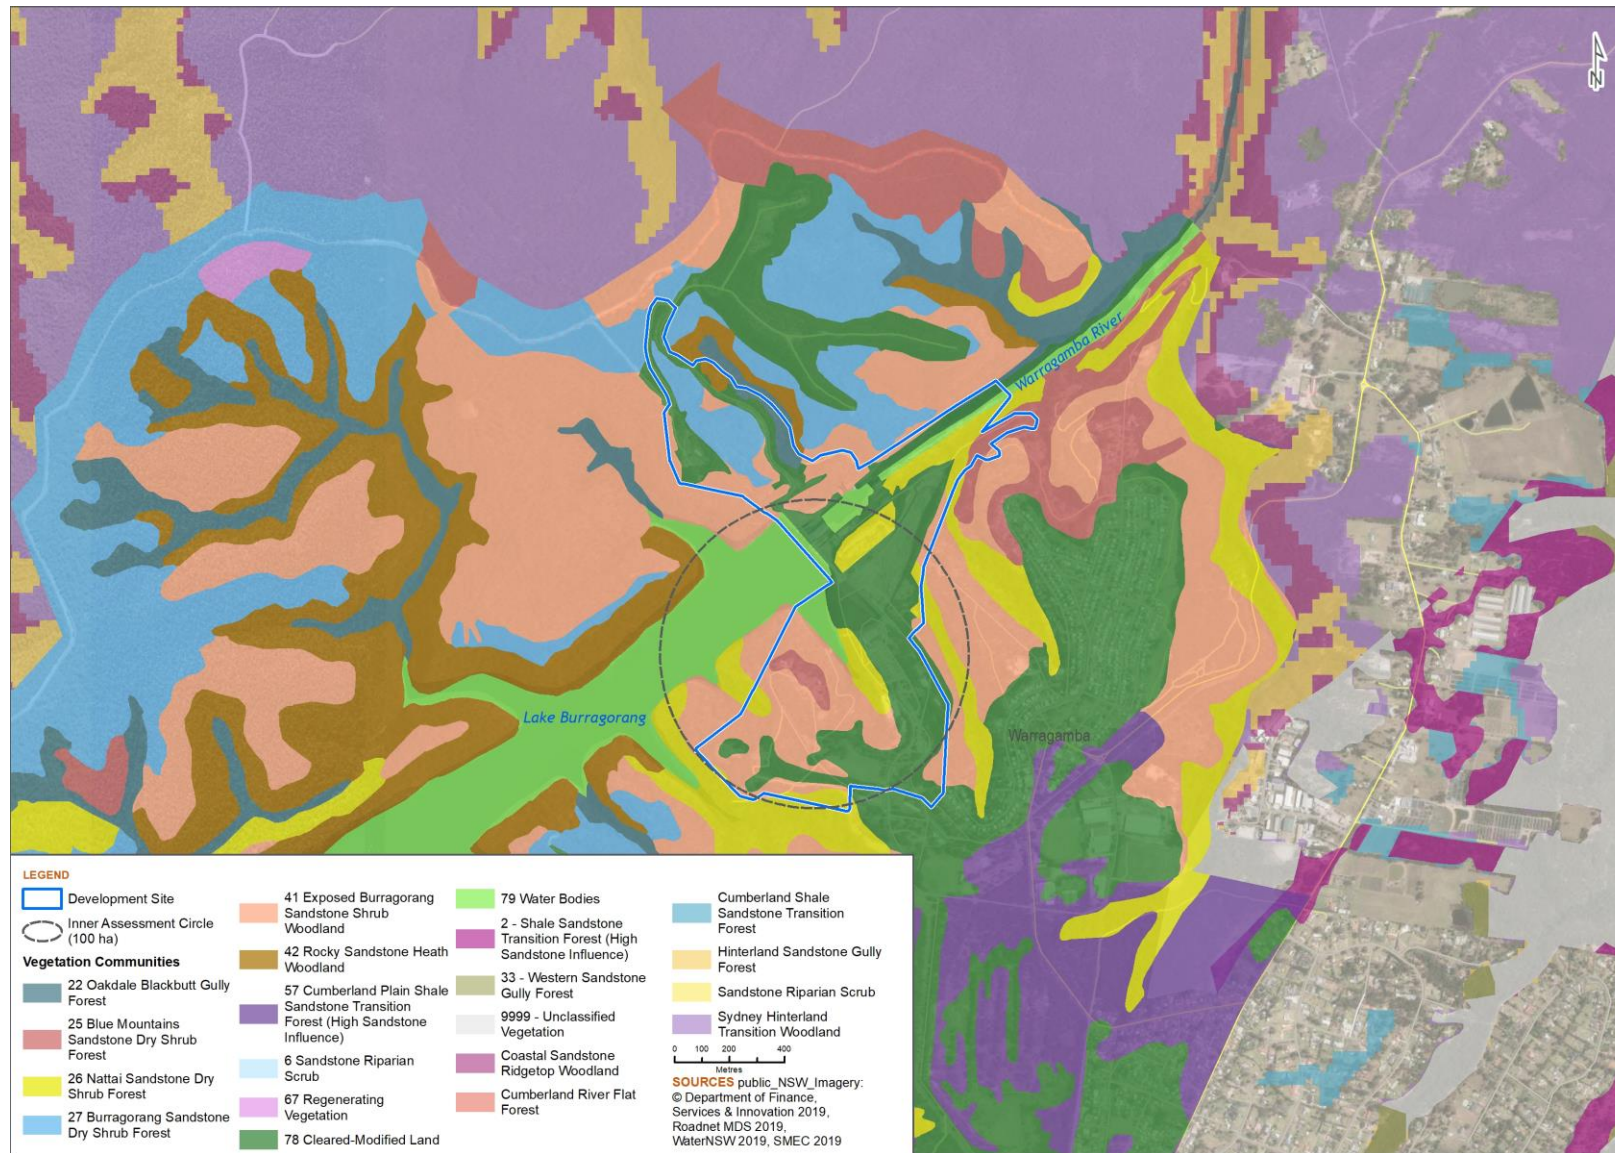 N
Warragamba River
Lake Burragorang
Warragamba
LEGEND
Development Site
Inner Assessment Circle
(100 ha)
Vegetation Communities
22 Oakdale Blackbutt Gully
Forest
25 Blue Mountains
Sandstone Dry Shrub
Forest
26 Nattai Sandstone Dry
Shrub Forest
27 Burragorang Sandstone
Dry Shrub Forest
41 Exposed Burragorang
Sandstone Shrub
Woodland
42 Rocky Sandstone Heath
Woodland
57 Cumberland Plain Shale
Sandstone Transition
Forest (High Sandstone
Influence)
6 Sandstone Riparian
Scrub
67 Regenerating
Vegetation
78 Cleared-Modified Land
79 Water Bodies
2 - Shale Sandstone
Transition Forest (High
Sandstone Influence)
33 - Western Sandstone
Gully Forest
9999 - Unclassified
Vegetation
Coastal Sandstone
Ridgetop Woodland
Cumberland River Flat
Forest
Cumberland Shale
Sandstone Transition
Forest
Hinterland Sandstone Gully
Forest
Sandstone Riparian Scrub
Sydney Hinterland
Transition Woodland
0 100 200 400
Metres
SOURCES public_NSW_Imagery:
© Department of Finance,
Services & Innovation 2019,
Roadnet MDS 2019,
WaterNSW 2019, SMEC 2019